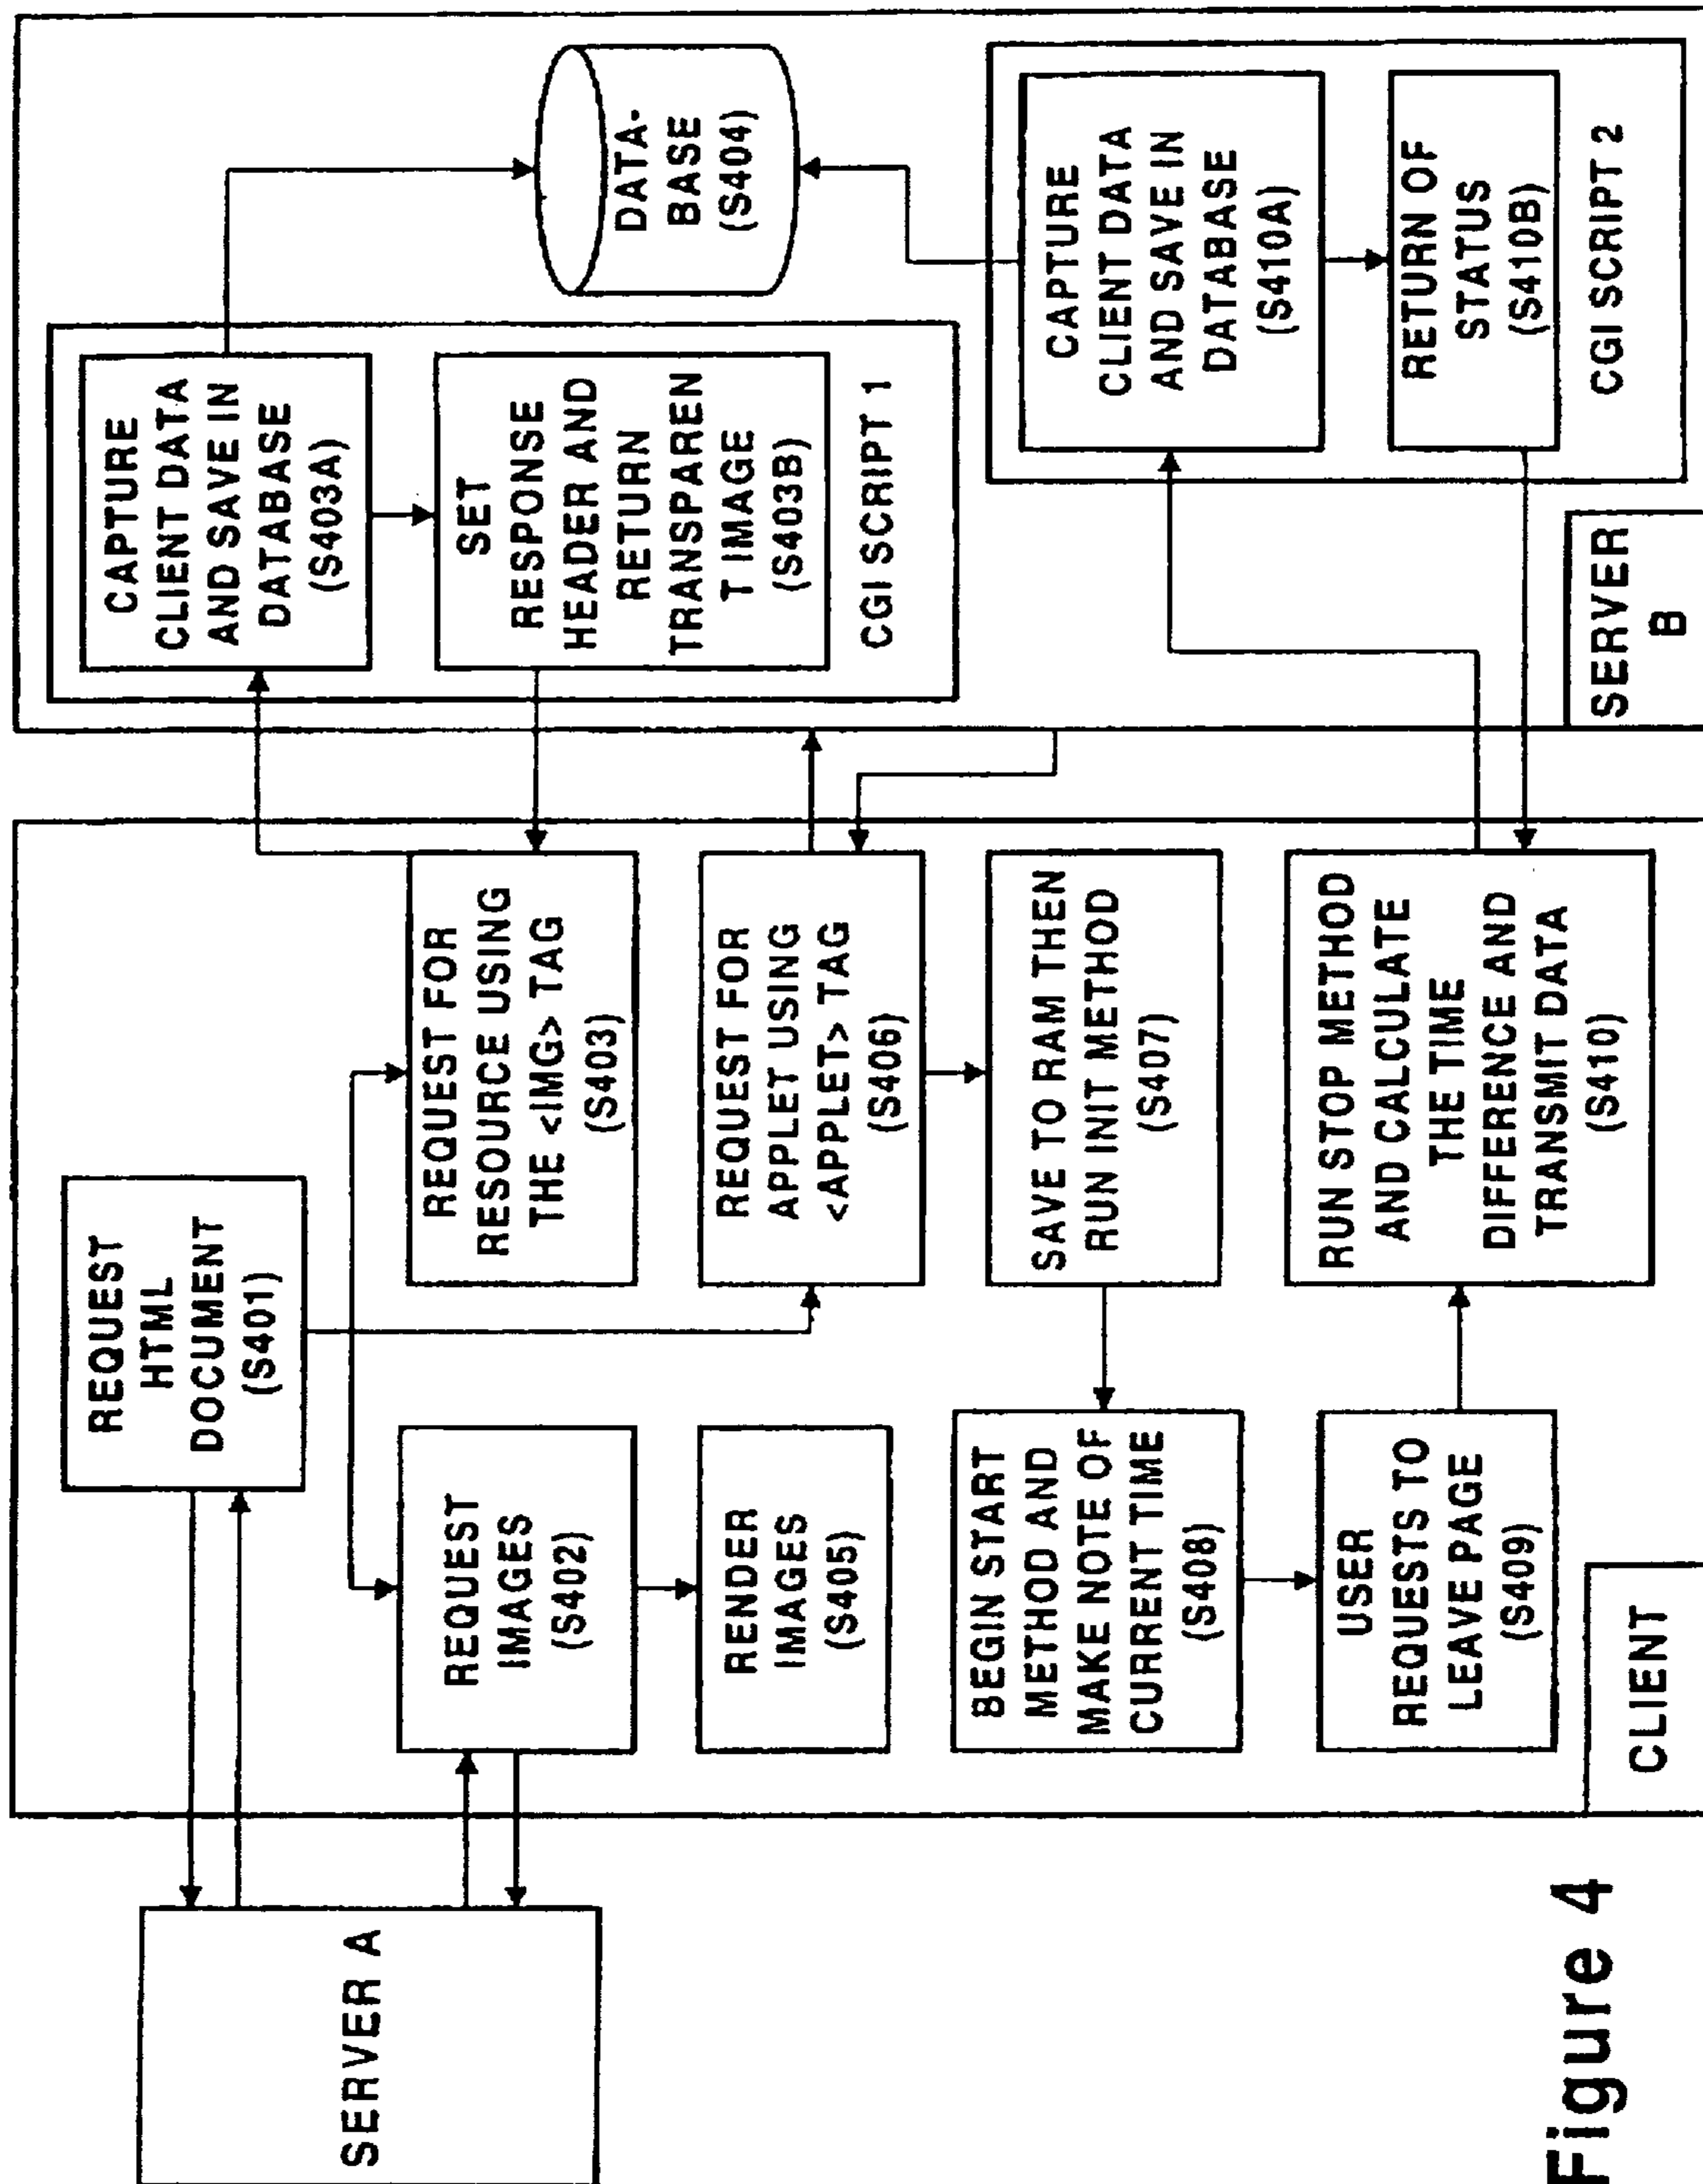 SERVER A
REQUEST
HTML
DOCUMENT
(S401)
REQUEST
IMAGES
(S402)
RENDER
IMAGES
(S405)
REQUEST FOR
RESOURCE USING
THE <IMG> TAG
(S403)
REQUEST FOR
APPLET USING
<APPLET> TAG
(S406)
SAVE TO RAM THEN
RUN INIT METHOD
(S407)
BEGIN START
METHOD AND
MAKE NOTE OF
CURRENT TIME
(S408)
USER
REQUESTS TO
LEAVE PAGE
(S409)
RUN STOP METHOD
AND CALCULATE
THE TIME
DIFFERENCE AND
TRANSMIT DATA
(S410)
CLIENT
CAPTURE
CLIENT DATA
AND SAVE IN
DATABASE
(S403A)
SET
RESPONSE
HEADER AND
RETURN
TRANSPAREN
T IMAGE
(S403B)
CGI SCRIPT 1
DATA-
BASE
(S404)
CAPTURE
CLIENT DATA
AND SAVE IN
DATABASE
(S410A)
RETURN OF
STATUS
(S410B)
CGI SCRIPT 2
SERVER
B
Figure 4